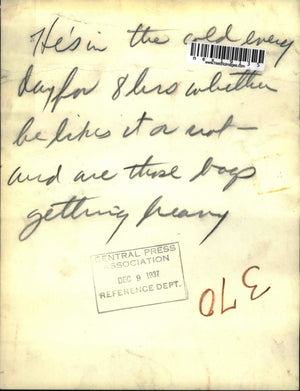 He's in the cold every
day for 8 hrs whether
he likes it or not —
and are those bags
getting heavy
CENTRAL PRESS
ASSOCIATION
DEC 9 1937
REFERENCE DEPT.
370